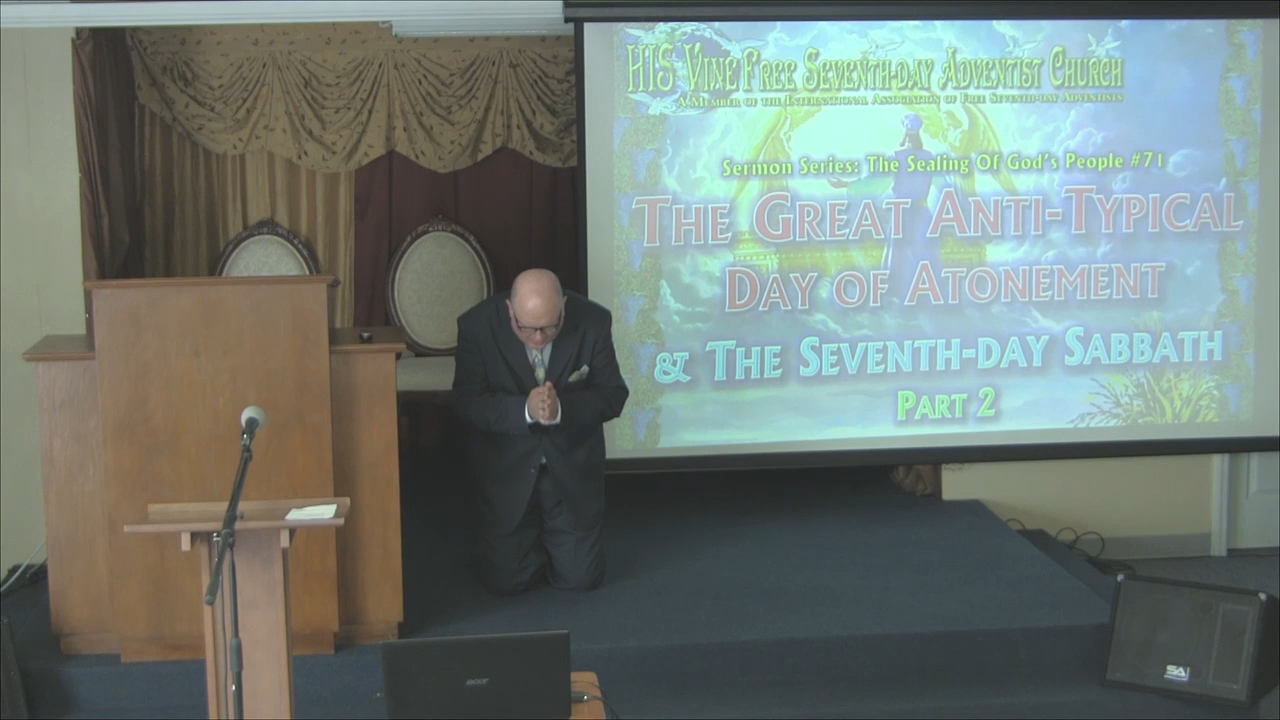 HIS Vine Free Seventh-day Adventist Church
A Member of the International Association of Free Seventh-day Adventists
Sermon Series: The Sealing Of God's People #71
The Great Anti-Typical
Day of Atonement
& The Seventh-day Sabbath
Part 2
acer
SA